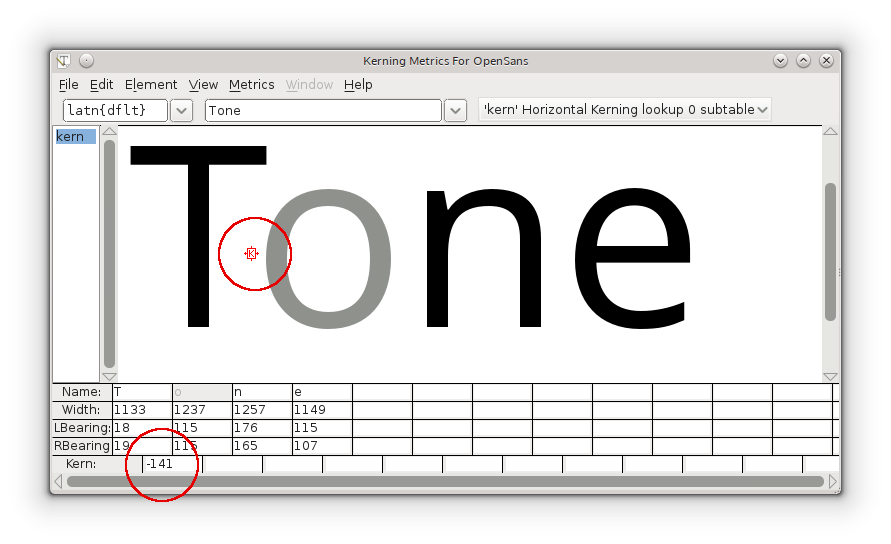 Kerning Metrics For OpenSans
File Edit Element View Metrics Window Help
latn{dflt} Tone 'kern' Horizontal Kerning lookup 0 subtable
kern
Tone
Name: T o n e
Width: 1133 1237 1257 1149
LBearing: 18 115 176 115
RBearing: 19 115 165 107
Kern: -141